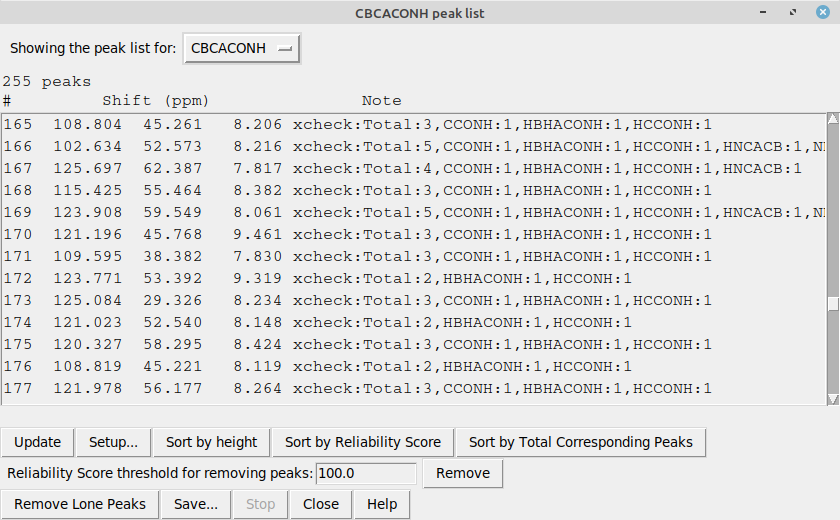 CBCACONH peak list
Showing the peak list for: CBCACONH
255 peaks
# Shift (ppm) Note
165 108.804 45.261 8.206 xcheck:Total:3,CCONH:1,HBHACONH:1,HCCONH:1
166 102.634 52.573 8.216 xcheck:Total:5,CCONH:1,HBHACONH:1,HCCONH:1,HNCACB:1,
167 125.697 62.387 7.817 xcheck:Total:4,CCONH:1,HBHACONH:1,HCCONH:1,HNCACB:1
168 115.425 55.464 8.382 xcheck:Total:3,CCONH:1,HBHACONH:1,HCCONH:1
169 123.908 59.549 8.061 xcheck:Total:5,CCONH:1,HBHACONH:1,HCCONH:1,HNCACB:1,
170 121.196 45.768 9.461 xcheck:Total:3,CCONH:1,HBHACONH:1,HCCONH:1
171 109.595 38.382 7.830 xcheck:Total:3,CCONH:1,HBHACONH:1,HCCONH:1
172 123.771 53.392 9.319 xcheck:Total:2,HBHACONH:1,HCCONH:1
173 125.084 29.326 8.234 xcheck:Total:3,CCONH:1,HBHACONH:1,HCCONH:1
174 121.023 52.540 8.148 xcheck:Total:2,HBHACONH:1,HCCONH:1
175 120.327 58.295 8.424 xcheck:Total:3,CCONH:1,HBHACONH:1,HCCONH:1
176 108.819 45.221 8.119 xcheck:Total:2,HBHACONH:1,HCCONH:1
177 121.978 56.177 8.264 xcheck:Total:3,CCONH:1,HBHACONH:1,HCCONH:1
Update Setup... Sort by height Sort by Reliability Score Sort by Total Corresponding Peaks
Reliability Score threshold for removing peaks: 100.0 Remove
Remove Lone Peaks Save... Stop Close Help